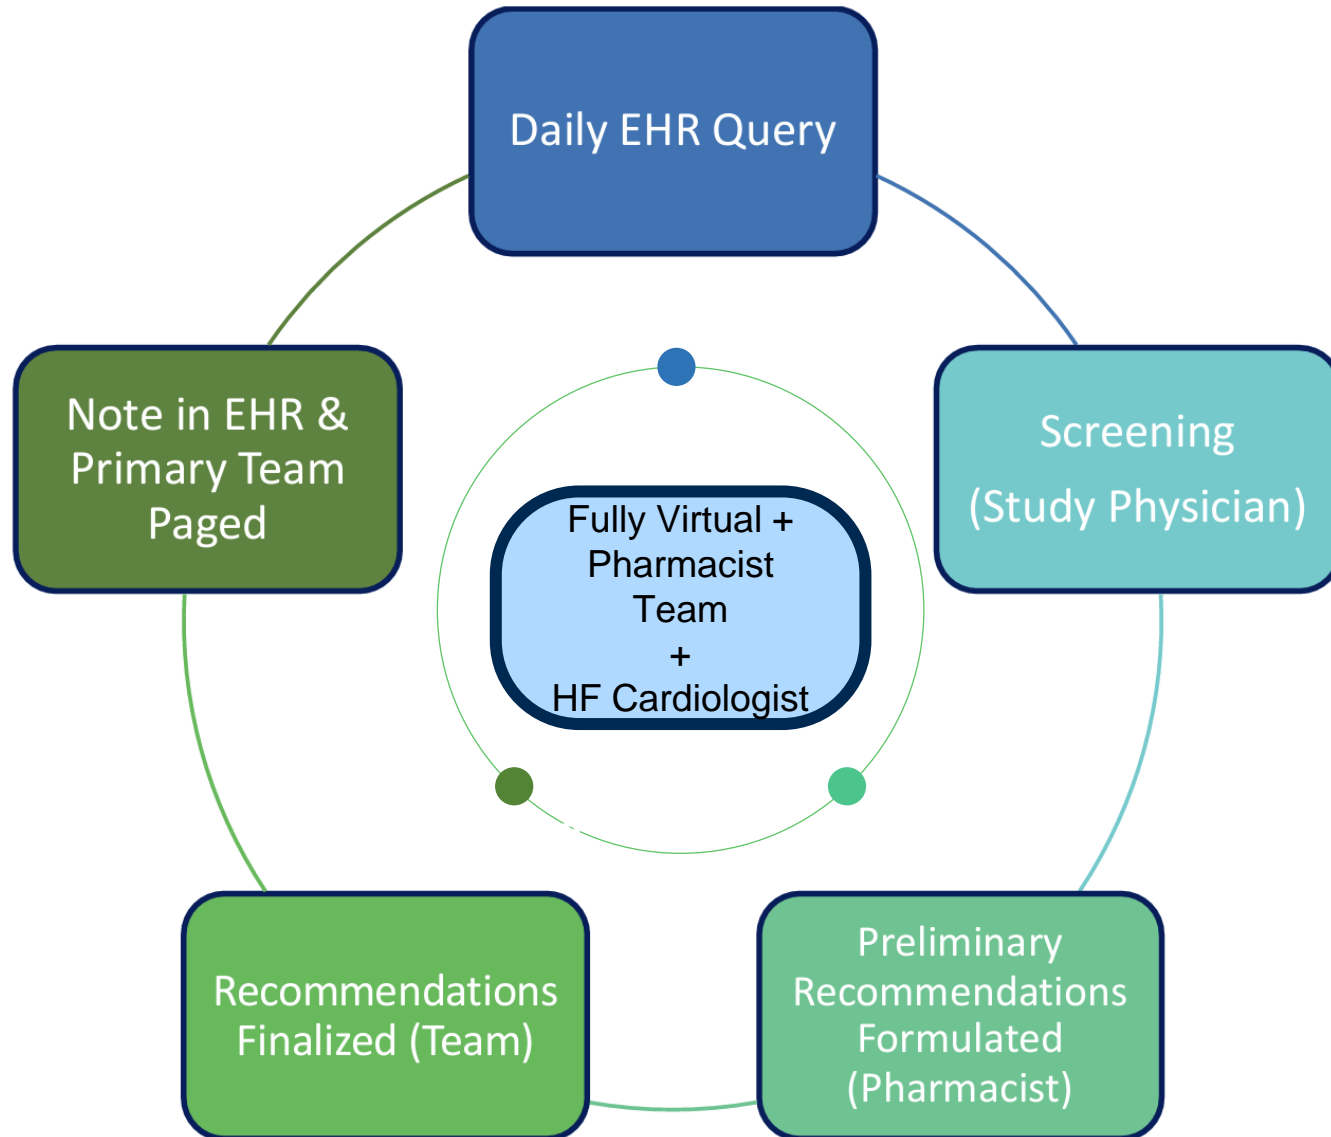 Daily EHR Query
Screening
(Study Physician)
Preliminary
Recommendations
Formulated
(Pharmacist)
Recommendations
Finalized (Team)
Note in EHR &
Primary Team
Paged
Fully Virtual +
Pharmacist
Team
+
HF Cardiologist